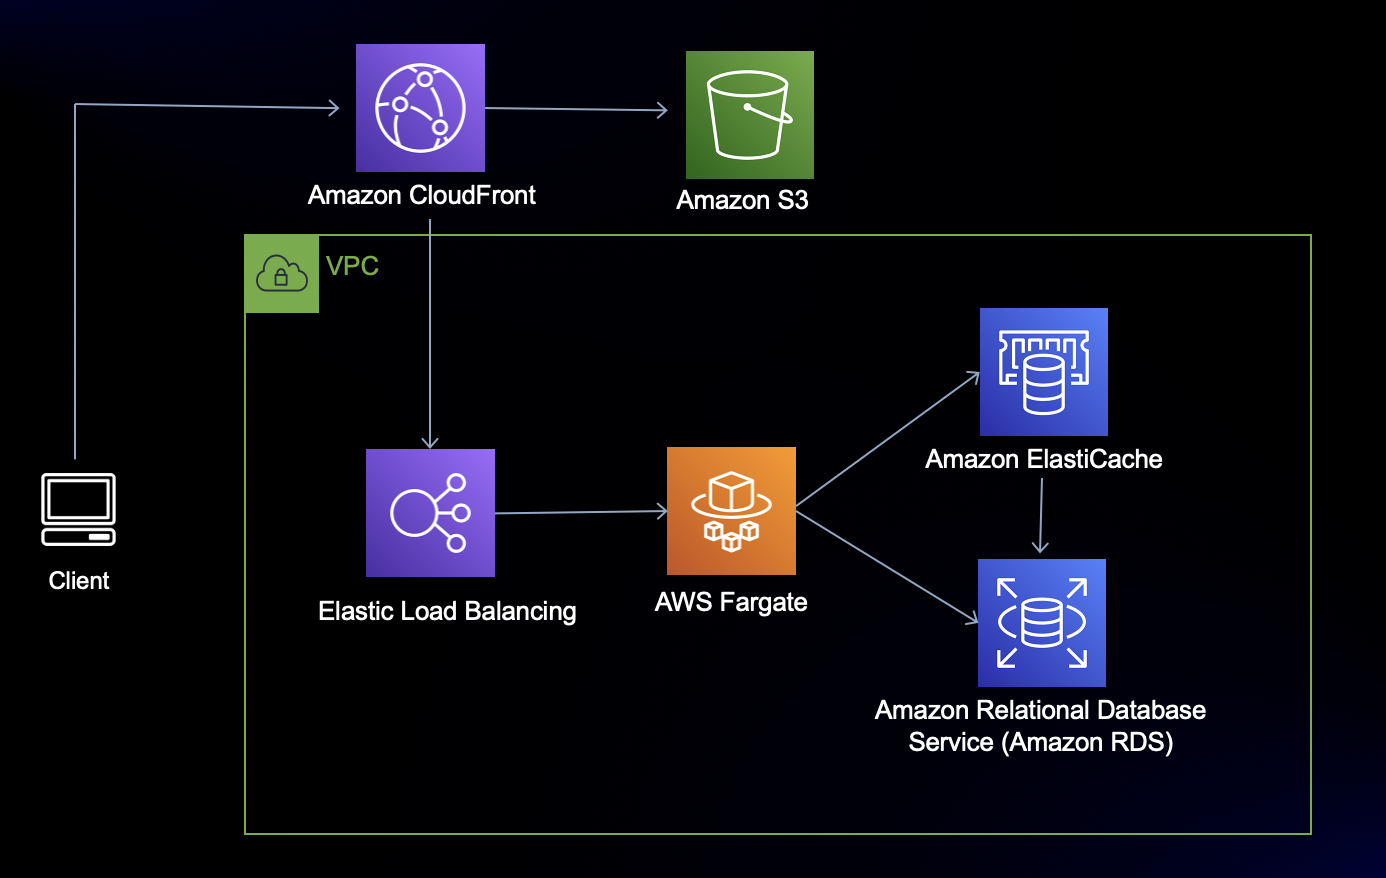 Amazon CloudFront
Amazon S3
VPC
Amazon ElastiCache
Client
Elastic Load Balancing
AWS Fargate
Amazon Relational Database
Service (Amazon RDS)